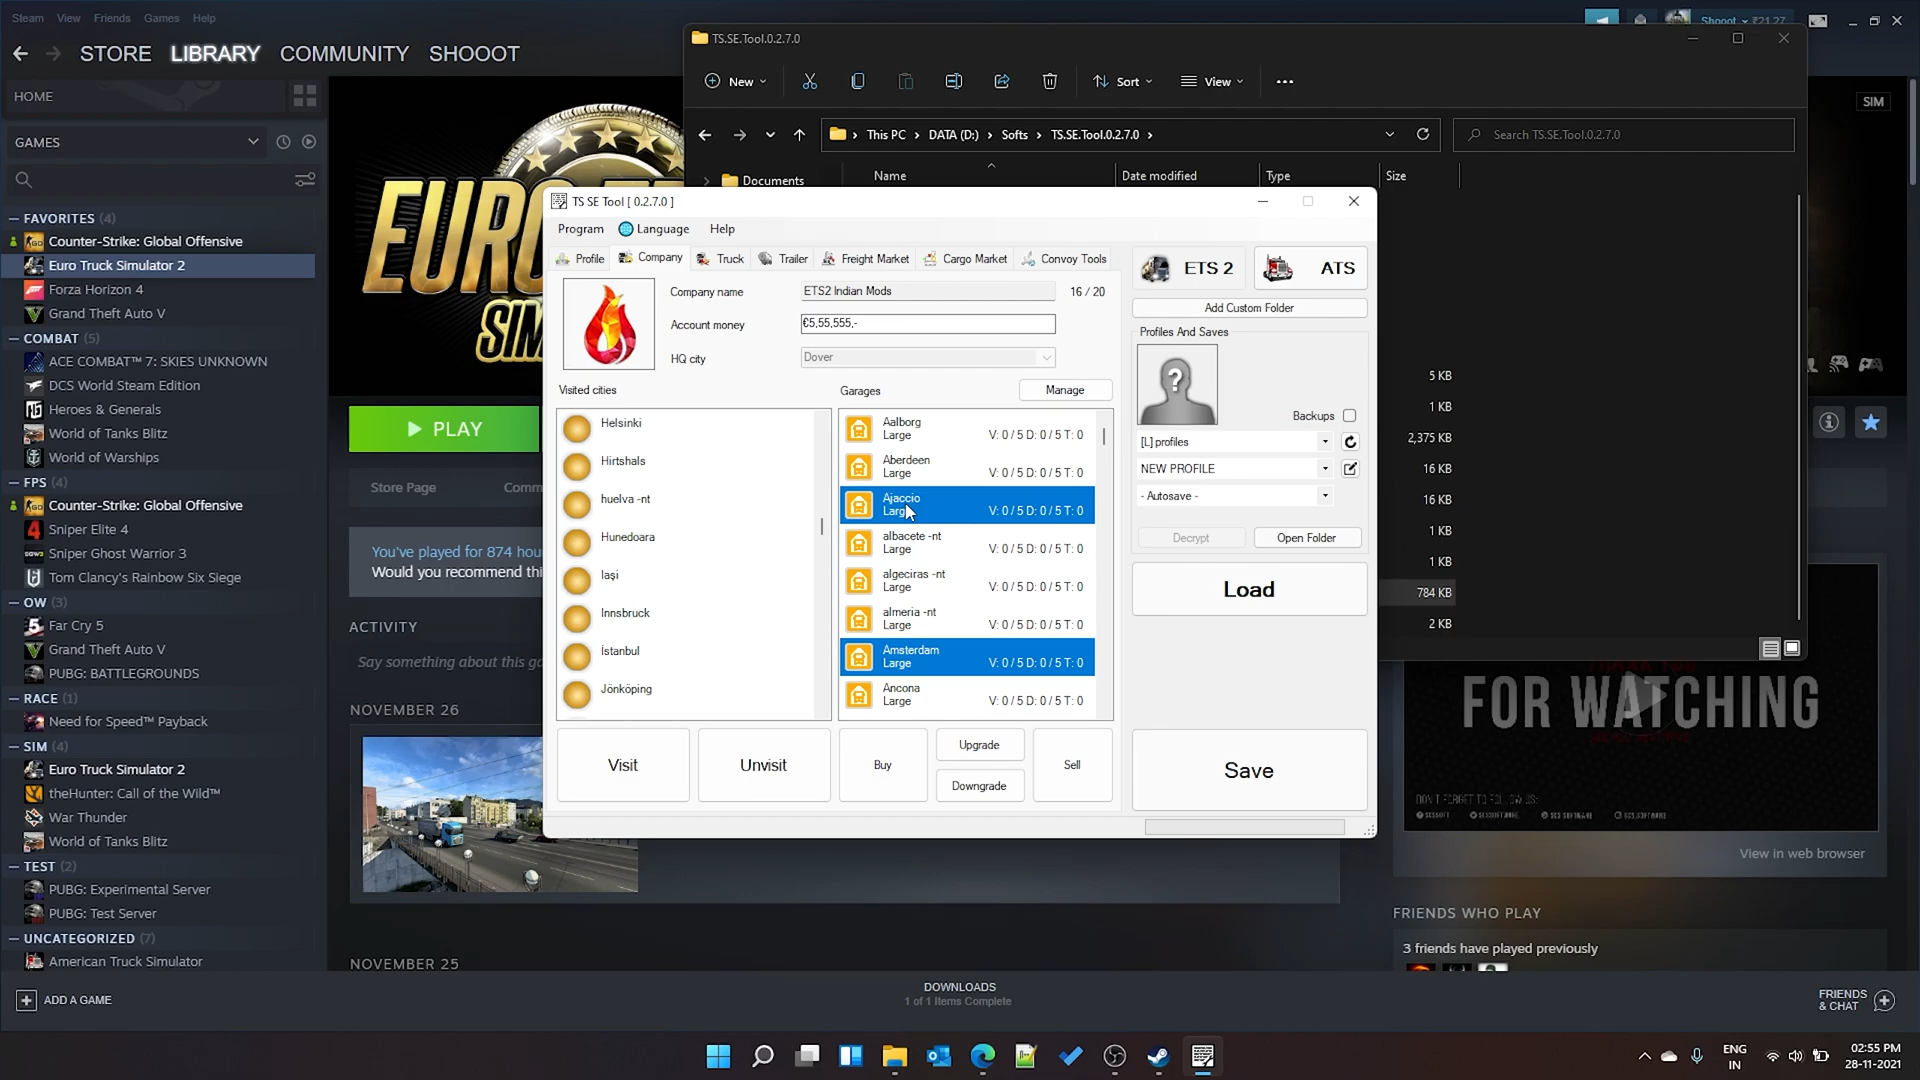 Steam View Friends Games Help
Shooot ₹21.27
STORE LIBRARY COMMUNITY SHOOOT
HOME
GAMES
FAVORITES (4)
Counter-Strike: Global Offensive
Euro Truck Simulator 2
Forza Horizon 4
Grand Theft Auto V
COMBAT (5)
ACE COMBAT™ 7: SKIES UNKNOWN
DCS World Steam Edition
Heroes & Generals
World of Tanks Blitz
World of Warships
FPS (4)
Counter-Strike: Global Offensive
Sniper Elite 4
Sniper Ghost Warrior 3
Tom Clancy's Rainbow Six Siege
OW (3)
Far Cry 5
Grand Theft Auto V
PUBG: BATTLEGROUNDS
RACE (1)
Need for Speed™ Payback
SIM (4)
Euro Truck Simulator 2
theHunter: Call of the Wild™
War Thunder
World of Tanks Blitz
TEST (2)
PUBG: Experimental Server
PUBG: Test Server
UNCATEGORIZED (7)
American Truck Simulator
ADD A GAME
EURO
SIM
PLAY
Store Page Comm
You've played for 874 hou
Would you recommend thi
ACTIVITY
Say something about this ga
NOVEMBER 26
NOVEMBER 25
TS.SE.Tool.0.2.7.0
New Sort View
This PC DATA (D:) Softs TS.SE.Tool.0.2.7.0
Search TS.SE.Tool.0.2.7.0
Documents
Name Date modified Type Size
5 KB
1 KB
2,375 KB
16 KB
16 KB
1 KB
1 KB
784 KB
2 KB
SIM
TS SE Tool [ 0.2.7.0 ]
Program Language Help
Profile Company Truck Trailer Freight Market Cargo Market Convoy Tools
Company name ETS2 Indian Mods 16 / 20
Account money €5,55,555,-
HQ city Dover
Visited cities
Helsinki
Hirtshals
huelva -nt
Hunedoara
Iaşi
Innsbruck
İstanbul
Jönköping
Garages Manage
Aalborg
Large V: 0 / 5 D: 0 / 5 T: 0
Aberdeen
Large V: 0 / 5 D: 0 / 5 T: 0
Ajaccio
Large V: 0 / 5 D: 0 / 5 T: 0
albacete -nt
Large V: 0 / 5 D: 0 / 5 T: 0
algeciras -nt
Large V: 0 / 5 D: 0 / 5 T: 0
almeria -nt
Large V: 0 / 5 D: 0 / 5 T: 0
Amsterdam
Large V: 0 / 5 D: 0 / 5 T: 0
Ancona
Large V: 0 / 5 D: 0 / 5 T: 0
Visit Unvisit Buy Upgrade Downgrade Sell
ETS 2 ATS
Add Custom Folder
Profiles And Saves
?
Backups
[L] profiles
NEW PROFILE
- Autosave -
Decrypt Open Folder
Load
Save
FOR WATCHING
DON'T FORGET TO FOLLOW US:
View in web browser
FRIENDS WHO PLAY
3 friends have played previously
DOWNLOADS
1 of 1 Items Complete
FRIENDS
& CHAT
ENG
IN
02:55 PM
28-11-2021